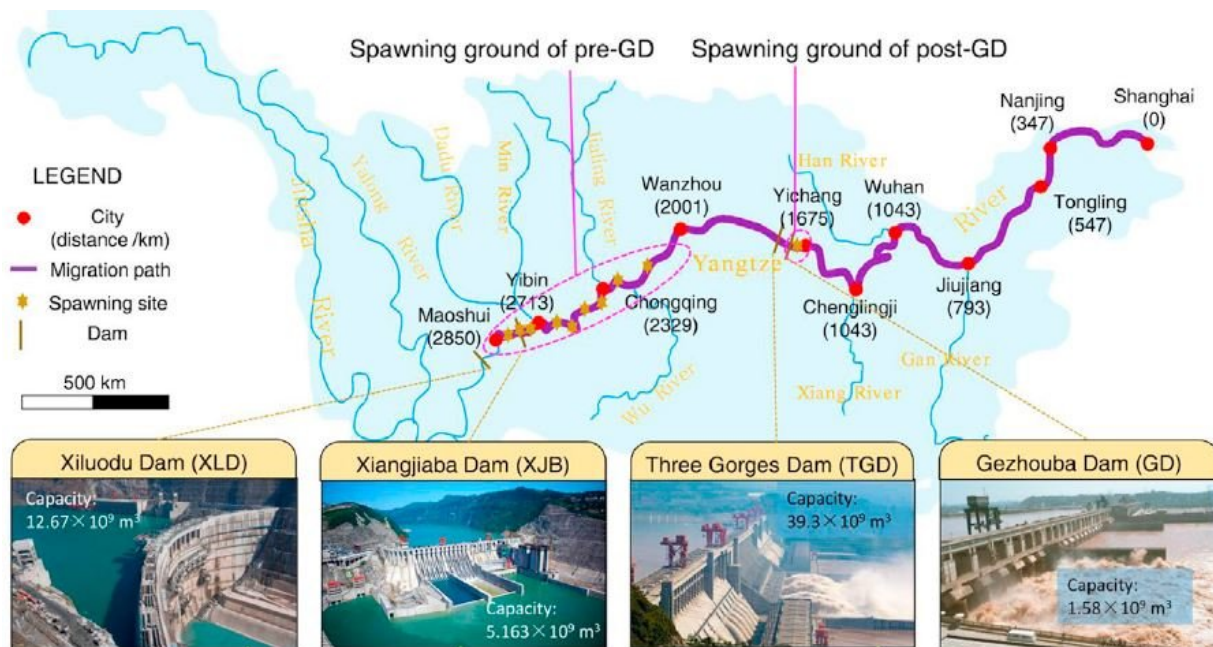 Spawning ground of pre-GD
Spawning ground of post-GD
Nanjing
(347)
Shanghai
(0)
LEGEND
City
(distance /km)
Migration path
Spawning site
Dam
500 km
Jinsha
River
Yalong
River
Dadu River
Min River
Jialing River
Han River
Wanzhou
(2001)
Yichang
(1675)
Wuhan
(1043)
River
Tongling
(547)
Yibin
(2713)
Yangtze
Maoshui
(2850)
Chongqing
(2329)
Chenglingji
(1043)
Jiujiang
(793)
Wu River
Xiang River
Gan River
Xiluodu Dam (XLD)
Capacity:
12.67×10⁹ m³
Xiangjiaba Dam (XJB)
Capacity:
5.163×10⁹ m³
Three Gorges Dam (TGD)
Capacity:
39.3×10⁹ m³
Gezhouba Dam (GD)
Capacity:
1.58×10⁹ m³